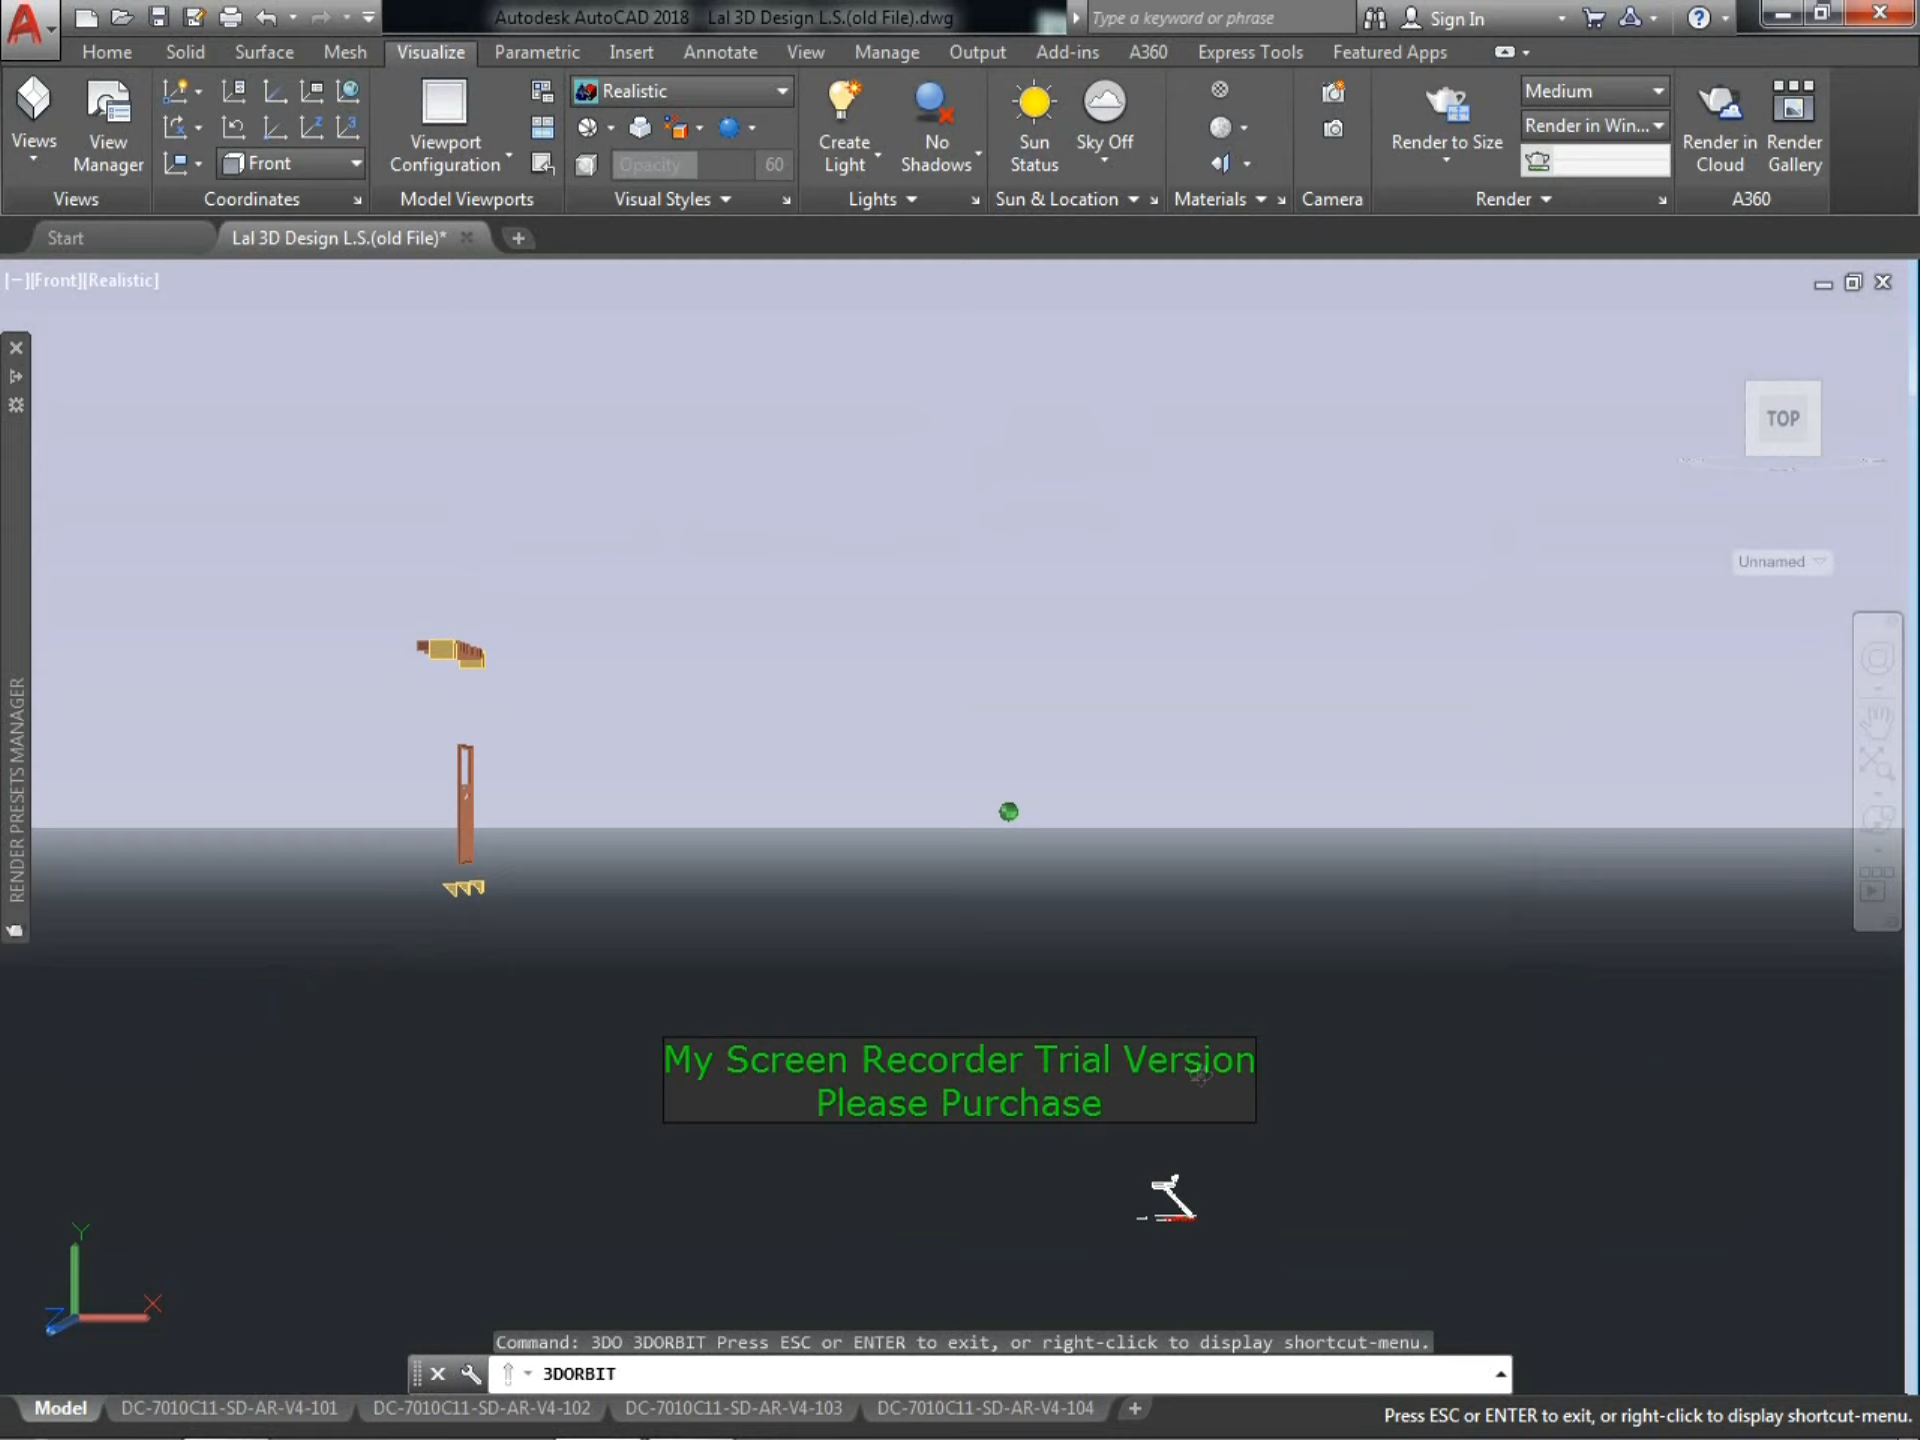 Autodesk AutoCAD 2018 Lal 3D Design L.S.(old File).dwg
Type a keyword or phrase
Sign In
Home Solid Surface Mesh Visualize Parametric Insert Annotate View Manage Output Add-ins A360 Express Tools Featured Apps
Views
View Manager
Front
Viewport Configuration
Realistic
Opacity 60
Create Light
No Shadows
Sun Status
Sky Off
Render to Size
Medium
Render in Win...
Render in Cloud
Render Gallery
Views Coordinates Model Viewports Visual Styles Lights Sun & Location Materials Camera Render A360
Start
Lal 3D Design L.S.(old File)*
[−][Front][Realistic]
TOP
Unnamed
RENDER PRESETS MANAGER
My Screen Recorder Trial Version
Please Purchase
Y
X
Z
Command: 3DO 3DORBIT Press ESC or ENTER to exit, or right-click to display shortcut-menu.
3DORBIT
Model DC-7010C11-SD-AR-V4-101 DC-7010C11-SD-AR-V4-102 DC-7010C11-SD-AR-V4-103 DC-7010C11-SD-AR-V4-104
Press ESC or ENTER to exit, or right-click to display shortcut-menu.